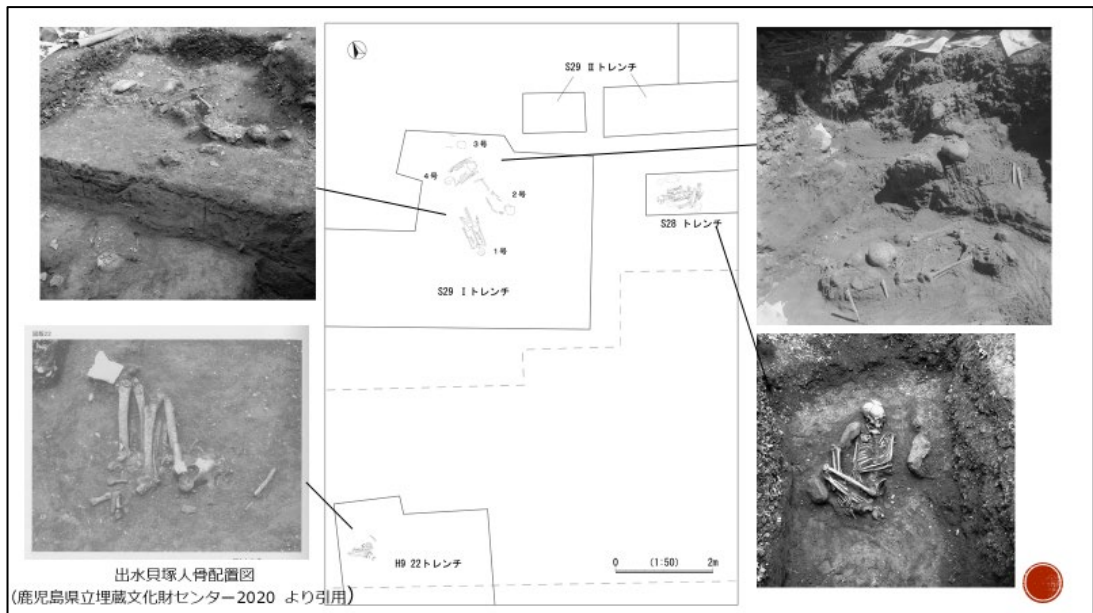 S29 Ⅱトレンチ
3号
4号
2号
1号
S28 トレンチ
S29 Ⅰトレンチ
H9 22トレンチ
0 (1:50) 2m
出水貝塚人骨配置図
(鹿児島県立埋蔵文化財センター2020 より引用)